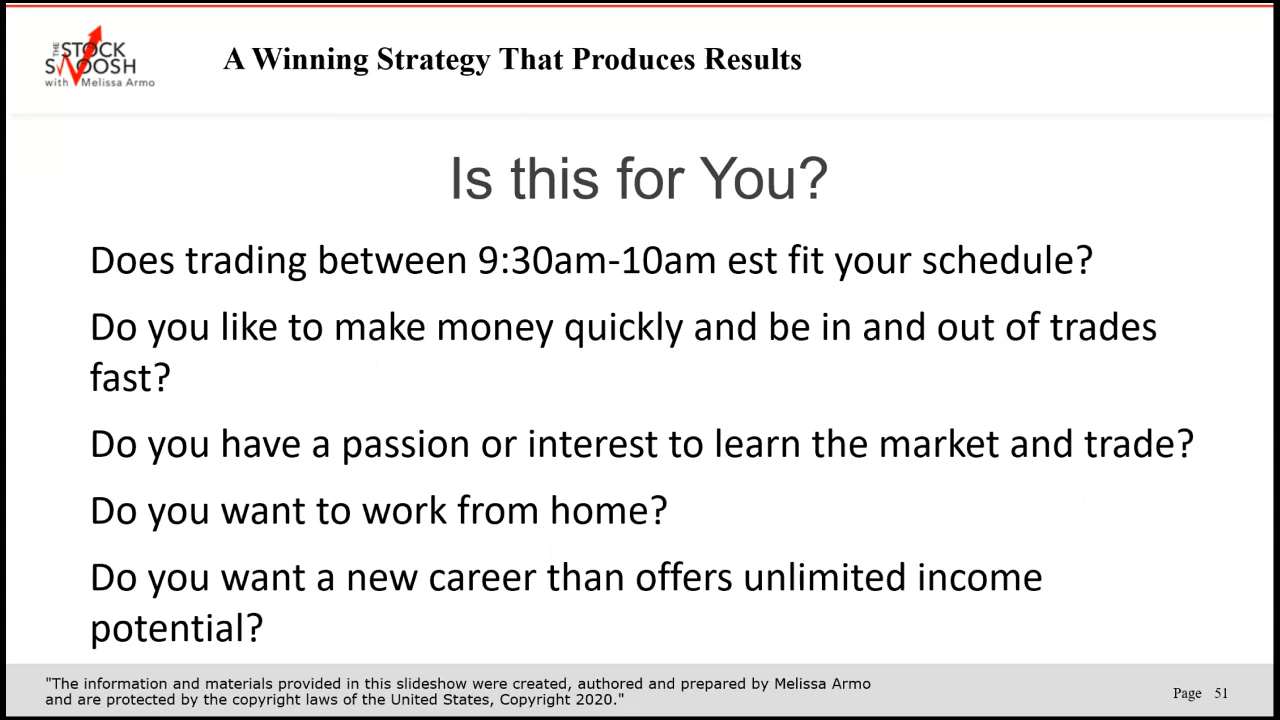 THE STOCK
SWOOSH
with Melissa Armo
A Winning Strategy That Produces Results
Is this for You?
Does trading between 9:30am-10am est fit your schedule?
Do you like to make money quickly and be in and out of trades
fast?
Do you have a passion or interest to learn the market and trade?
Do you want to work from home?
Do you want a new career than offers unlimited income
potential?
"The information and materials provided in this slideshow were created, authored and prepared by Melissa Armo
and are protected by the copyright laws of the United States, Copyright 2020."
Page 51